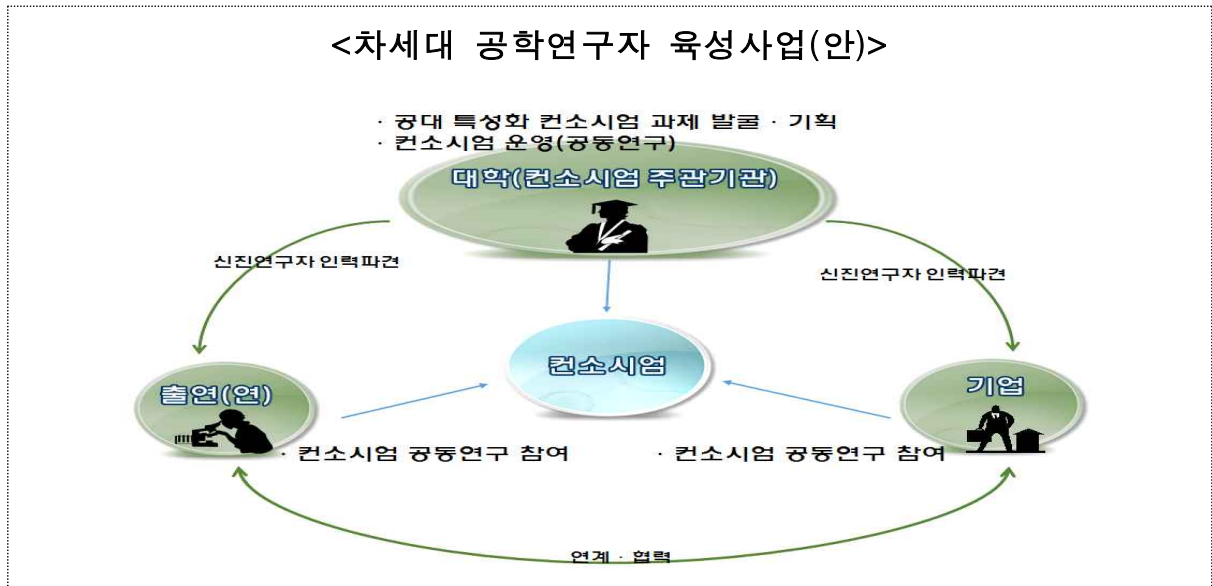 <차세대 공학연구자 육성사업(안)>
· 공대 특성화 컨소시엄 과제 발굴 · 기획
· 컨소시엄 운영(공동연구)
대학(컨소시엄 주관기관)
신진연구자 인력파견
신진연구자 인력파견
컨소시엄
출연(연)
기업
· 컨소시엄 공동연구 참여
· 컨소시엄 공동연구 참여
연계 · 협력